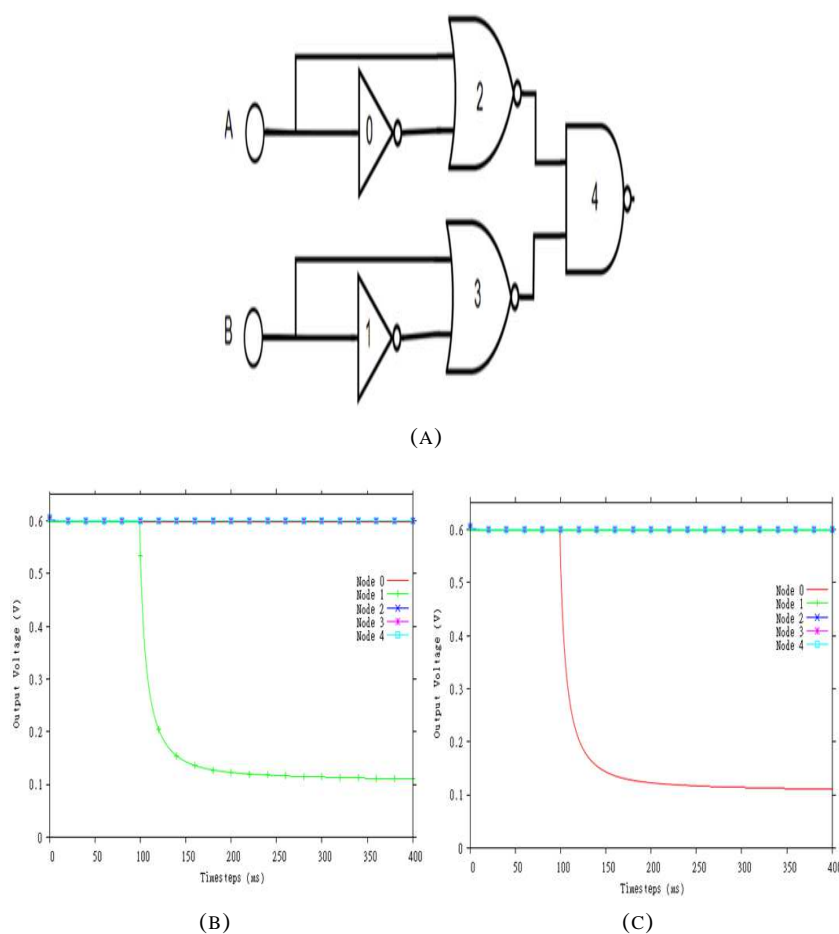 A
0
2
4
B
1
3
(A)
0.6
0.5
0.4
0.3
0.2
0.1
0
Output Voltage (V)
Node 0
Node 1
Node 2
Node 3
Node 4
0 50 100 150 200 250 300 350 400
Timesteps (ms)
(B)
0.6
0.5
0.4
0.3
0.2
0.1
0
Output Voltage (V)
Node 0
Node 1
Node 2
Node 3
Node 4
0 50 100 150 200 250 300 350 400
Timesteps (ms)
(C)